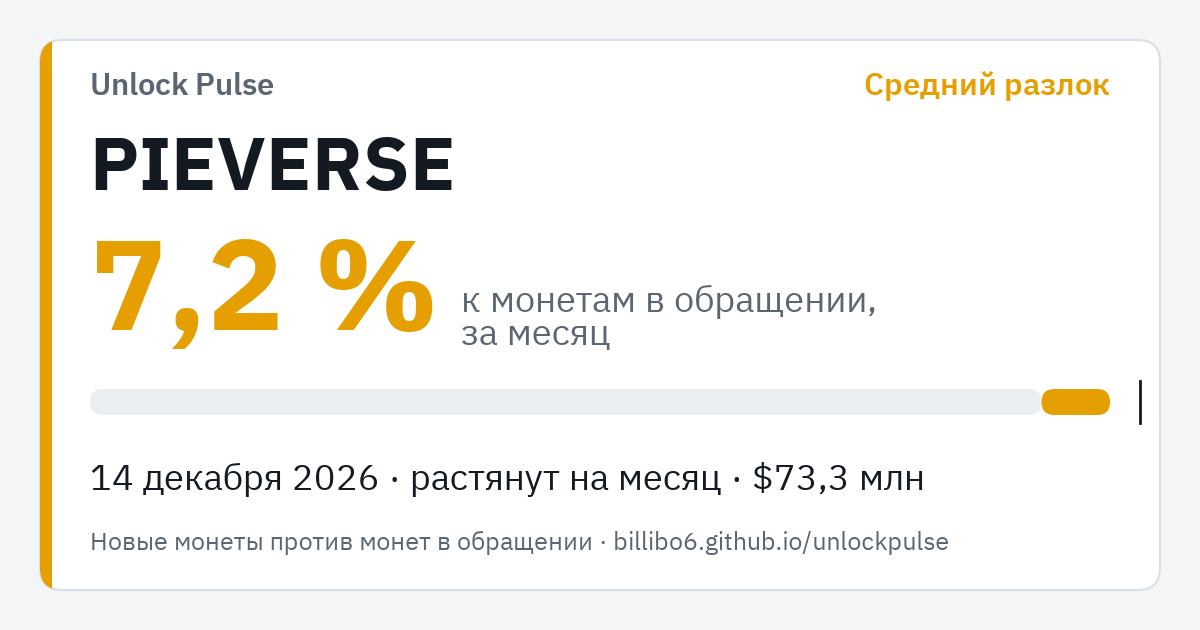 Unlock Pulse
Средний разлок
PIEVERSE
7,2 %
к монетам в обращении,
за месяц
14 декабря 2026 · растянут на месяц · $73,3 млн
Новые монеты против монет в обращении · billibo6.github.io/unlockpulse